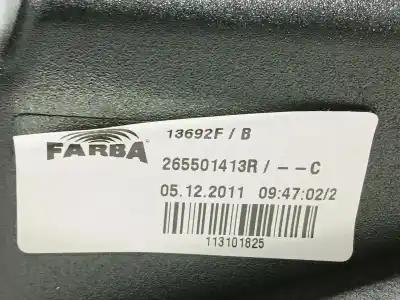 13692F / B
FARBA
265501413R / - - C
05.12.2011 09:47:02/2
113101825